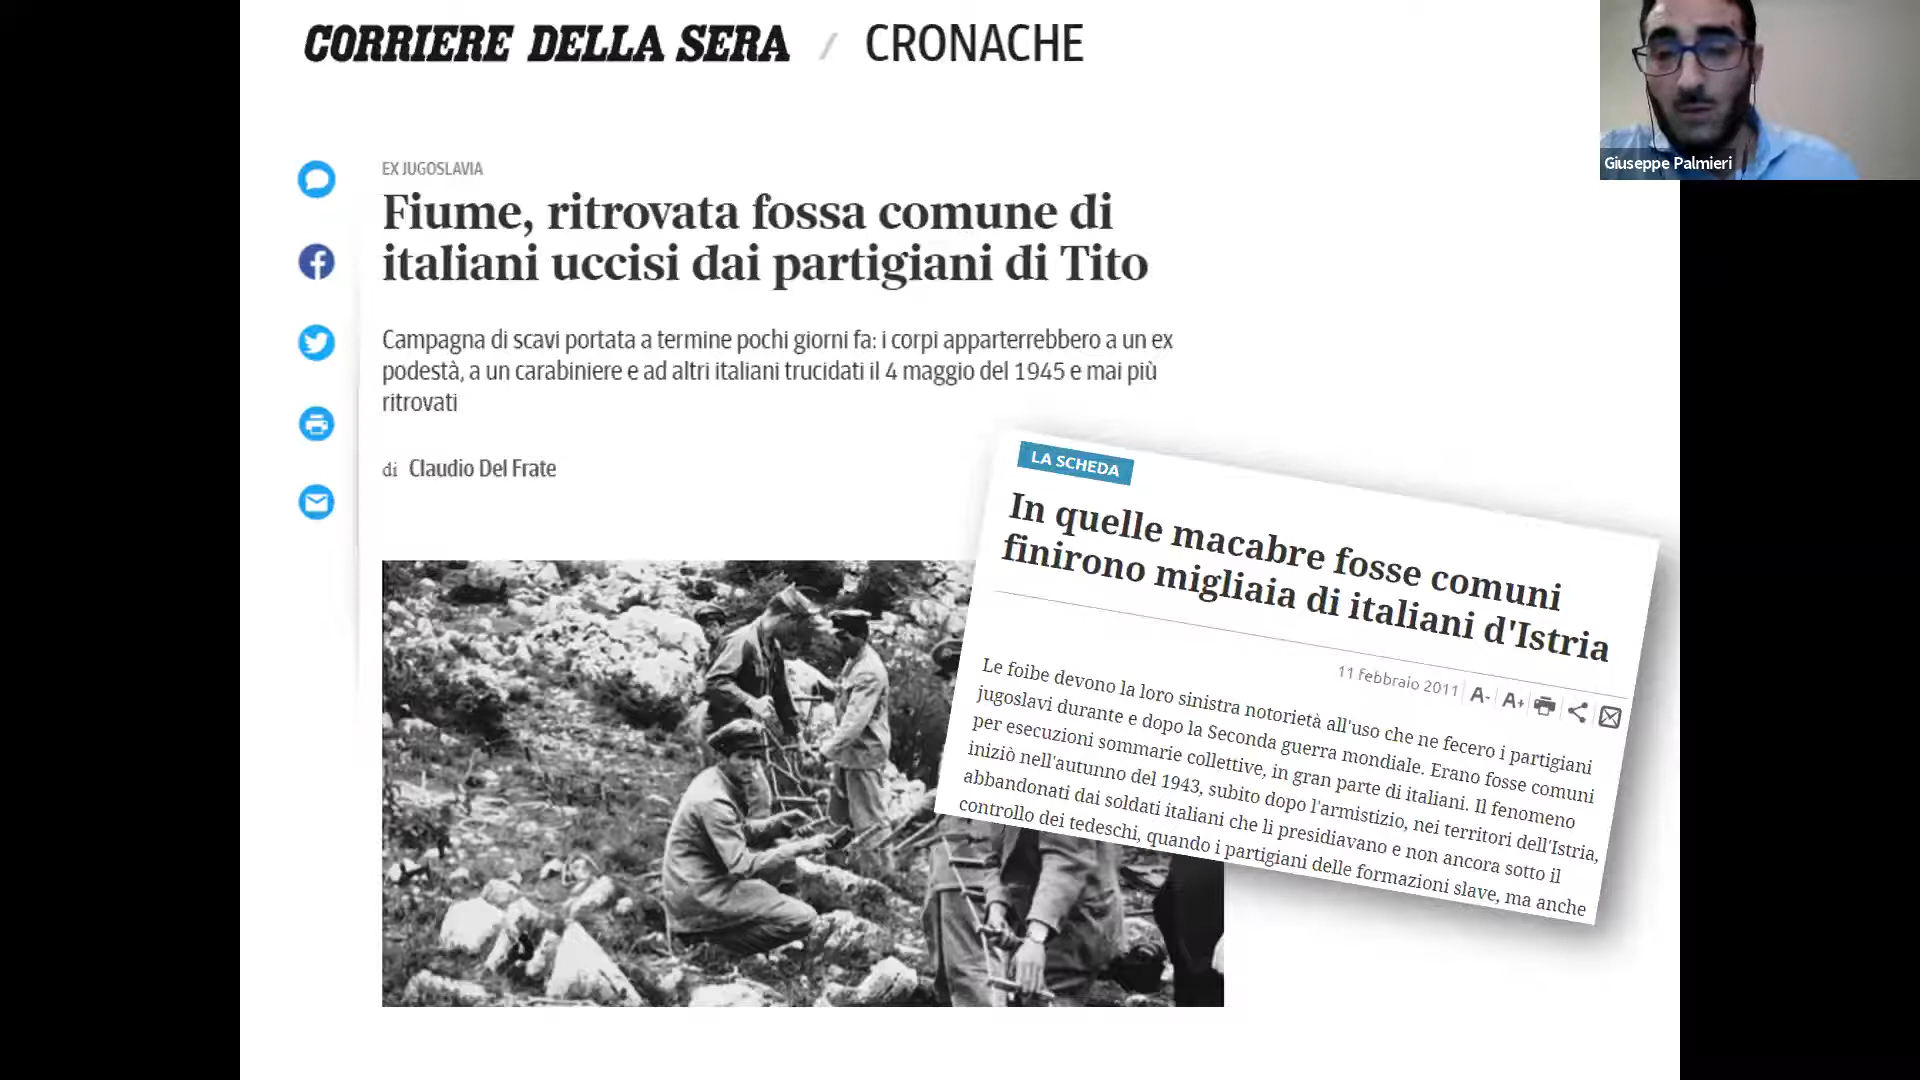 CORRIERE DELLA SERA / CRONACHE
EX JUGOSLAVIA
Fiume, ritrovata fossa comune di
italiani uccisi dai partigiani di Tito
Campagna di scavi portata a termine pochi giorni fa: i corpi apparterrebbero a un ex
podestà, a un carabiniere e ad altri italiani trucidati il 4 maggio del 1945 e mai più
ritrovati
di Claudio Del Frate
LA SCHEDA
In quelle macabre fosse comuni
finirono migliaia di italiani d'Istria
11 febbraio 2011 A- A+
Le foibe devono la loro sinistra notorietà all'uso che ne fecero i partigiani
jugoslavi durante e dopo la Seconda guerra mondiale. Erano fosse comuni
per esecuzioni sommarie collettive, in gran parte di italiani. Il fenomeno
iniziò nell'autunno del 1943, subito dopo l'armistizio, nei territori dell'Istria,
abbandonati dai soldati italiani che li presidiavano e non ancora sotto il
controllo dei tedeschi, quando i partigiani delle formazioni slave, ma anche
Giuseppe Palmieri